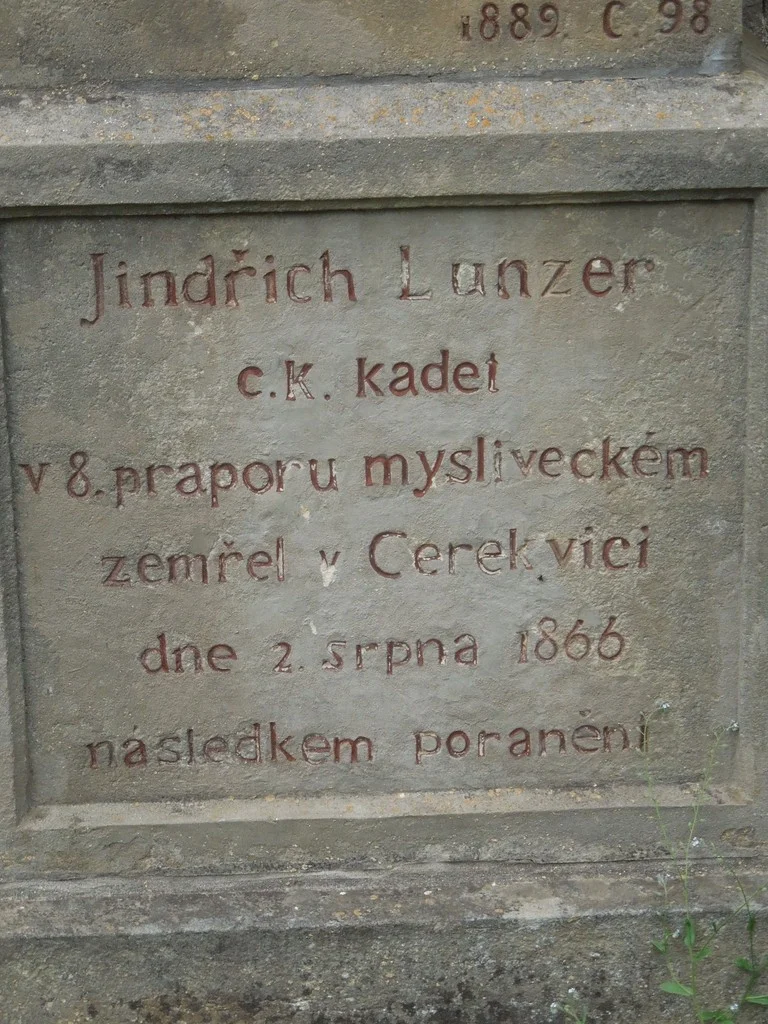 1889. C. 98
Jindřich Lunzer
c.k. kadet
v 8. praporu mysliveckém
zemřel v Cerekvici
dne 2. srpna 1866
následkem poranění